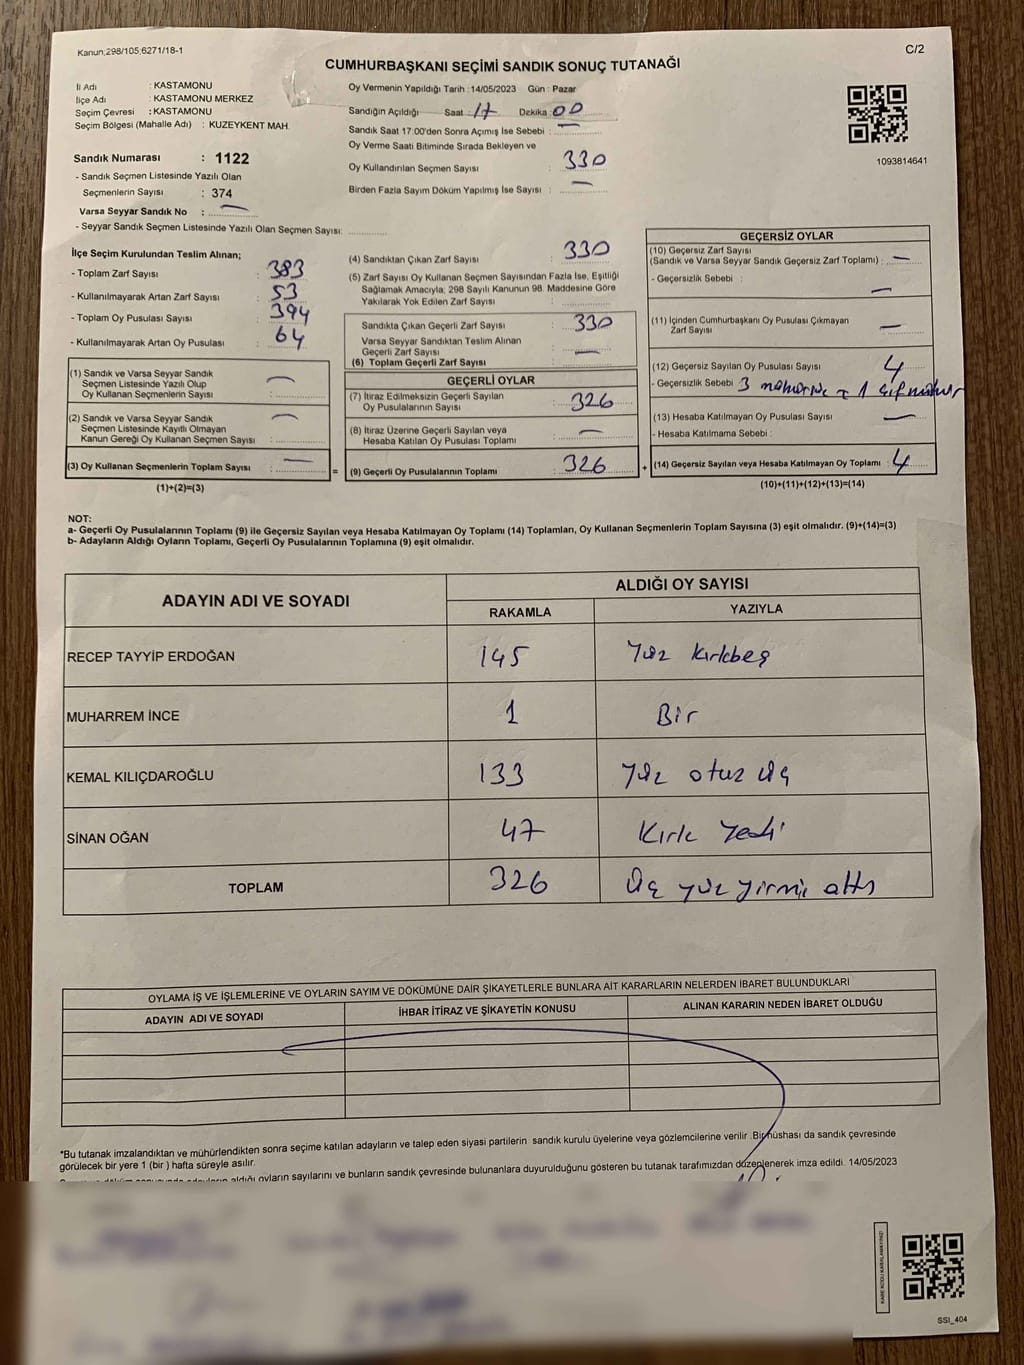 Kanun;298/105,6271/18-1
C/2
CUMHURBAŞKANI SEÇİMİ SANDIK SONUÇ TUTANAĞI
İl Adı : KASTAMONU
İlçe Adı : KASTAMONU MERKEZ
Seçim Çevresi : KASTAMONU
Seçim Bölgesi (Mahalle Adı) : KUZEYKENT MAH.
Sandık Numarası : 1122
- Sandık Seçmen Listesinde Yazılı Olan
Seçmenlerin Sayısı : 374
Varsa Seyyar Sandık No : —
- Seyyar Sandık Seçmen Listesinde Yazılı Olan Seçmen Sayısı:
Oy Vermenin Yapıldığı Tarih : 14/05/2023 Gün : Pazar
Sandığın Açıldığı Saat : 17 Dekika : 00
Sandık Saat 17:00'den Sonra Açımış İse Sebebi : —
Oy Verme Saati Bitiminde Sırada Bekleyen ve
Oy Kullandırılan Seçmen Sayısı : 330
Birden Fazla Sayım Döküm Yapılmış İse Sayısı : —
1093814641
İlçe Seçim Kurulundan Teslim Alınan;
- Toplam Zarf Sayısı : 383
- Kullanılmayarak Artan Zarf Sayısı : 53
- Toplam Oy Pusulası Sayısı : 394
- Kullanılmayarak Artan Oy Pusulası : 64
(1) Sandık ve Varsa Seyyar Sandık
Seçmen Listesinde Yazılı Olup
Oy Kullanan Seçmenlerin Sayısı : —
(2) Sandık ve Varsa Seyyar Sandık
Seçmen Listesinde Kayıtlı Olmayan
Kanun Gereği Oy Kullanan Seçmen Sayısı : —
(3) Oy Kullanan Seçmenlerin Toplam Sayısı : —
(1)+(2)=(3)
=
(4) Sandıktan Çıkan Zarf Sayısı : 330
(5) Zarf Sayısı Oy Kullanan Seçmen Sayısından Fazla İse, Eşitliği
Sağlamak Amacıyla; 298 Sayılı Kanunun 98. Maddesine Göre
Yakılarak Yok Edilen Zarf Sayısı :
Sandıkta Çıkan Geçerli Zarf Sayısı : 330
Varsa Seyyar Sandıktan Teslim Alınan
Geçerli Zarf Sayısı : —
(6) Toplam Geçerli Zarf Sayısı
GEÇERLİ OYLAR
(7) İtiraz Edilmeksizin Geçerli Sayılan
Oy Pusulalarının Sayısı : 326
(8) İtiraz Üzerine Geçerli Sayılan veya
Hesaba Katılan Oy Pusulası Toplamı : —
(9) Geçerli Oy Pusulalarının Toplamı : 326
+
GEÇERSİZ OYLAR
(10) Geçersiz Zarf Sayısı
(Sandık ve Varsa Seyyar Sandık Geçersiz Zarf Toplamı) : —
- Geçersizlik Sebebi : —
(11) İçinden Cumhurbaşkanı Oy Pusulası Çıkmayan
Zarf Sayısı —
(12) Geçersiz Sayılan Oy Pusulası Sayısı : 4
- Geçersizlik Sebebi : 3 1 çift mühür
(13) Hesaba Katılmayan Oy Pusulası Sayısı : —
- Hesaba Katılmama Sebebi :
(14) Geçersiz Sayılan veya Hesaba Katılmayan Oy Toplamı : 4
(10)+(11)+(12)+(13)=(14)
NOT:
a- Geçerli Oy Pusulalarının Toplamı (9) ile Geçersiz Sayılan veya Hesaba Katılmayan Oy Toplamı (14) Toplamları, Oy Kullanan Seçmenlerin Toplam Sayısına (3) eşit olmalıdır. (9)+(14)=(3)
b- Adayların Aldığı Oyların Toplamı, Geçerli Oy Pusulalarının Toplamına (9) eşit olmalıdır.
ADAYIN ADI VE SOYADI
ALDIĞI OY SAYISI
RAKAMLA YAZIYLA
RECEP TAYYİP ERDOĞAN 145 Yüz kırkbeş
MUHARREM İNCE 1 Bir
KEMAL KILIÇDAROĞLU 133 Yüz otuz üç
SİNAN OĞAN 47 Kırk Yedi
TOPLAM 326 Üç yüz yirmi altı
OYLAMA İŞ VE İŞLEMLERİNE VE OYLARIN SAYIM VE DÖKÜMÜNE DAİR ŞİKAYETLERLE BUNLARA AİT KARARLARIN NELERDEN İBARET BULUNDUKLARI
ADAYIN ADI VE SOYADI İHBAR İTİRAZ VE ŞİKAYETİN KONUSU ALINAN KARARIN NEDEN İBARET OLDUĞU
*Bu tutanak imzalandıktan ve mühürlendikten sonra seçime katılan adayların ve talep eden siyasi partilerin sandık kurulu üyelerine veya gözlemcilerine verilir. Bir nüshası da sandık çevresinde
görülecek bir yere 1 (bir ) hafta süreyle asılır.
aldığı oyların sayılarını ve bunların sandık çevresinde bulunanlara duyurulduğunu gösteren bu tutanak tarafımızdan düzenlenerek imza edildi. 14/05/2023
KARE KODU KARALAMAYINIZ!
SSI_404